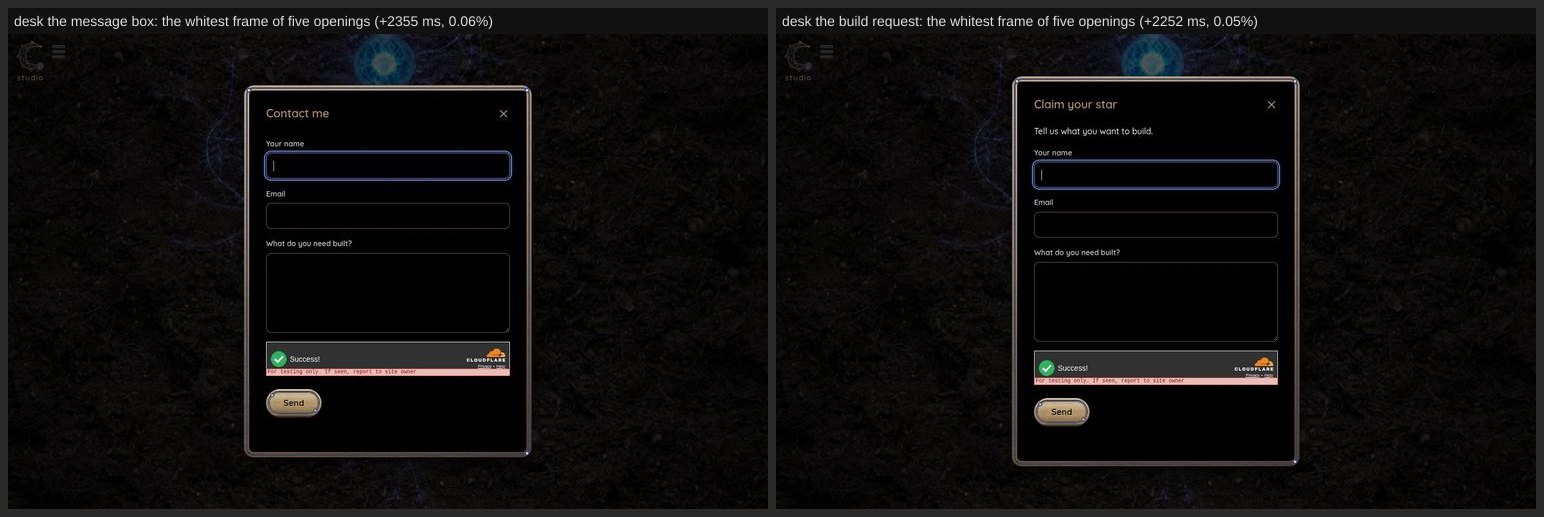 desk the message box: the whitest frame of five openings (+2355 ms, 0.06%)
studio
Contact me
Your name
Email
What do you need built?
Success!
CLOUDFLARE
Privacy • Help
For testing only. If seen, report to site owner
Send
desk the build request: the whitest frame of five openings (+2252 ms, 0.05%)
studio
Claim your star
Tell us what you want to build.
Your name
Email
What do you need built?
Success!
CLOUDFLARE
Privacy • Help
For testing only. If seen, report to site owner
Send